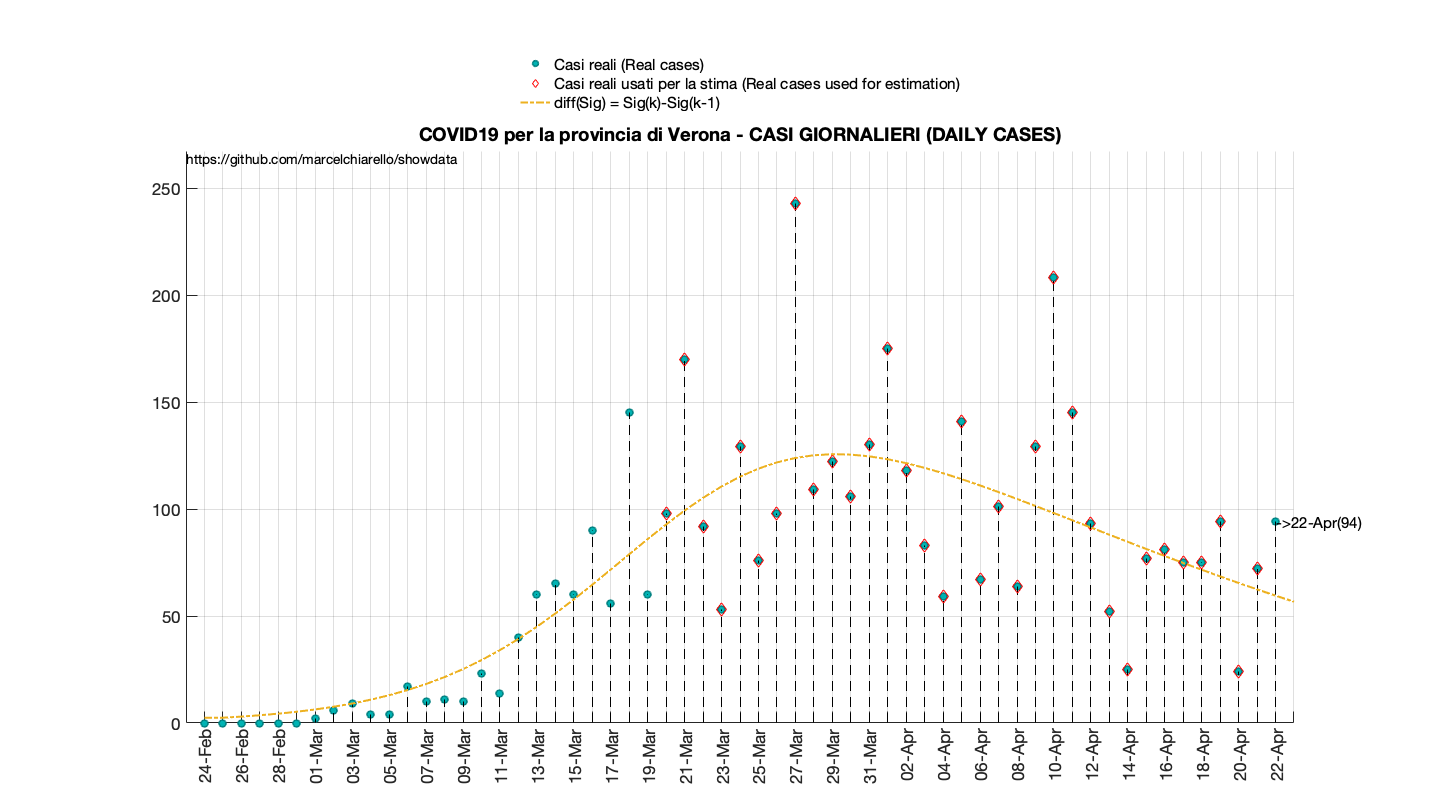 Casi reali (Real cases)
Casi reali usati per la stima (Real cases used for estimation)
diff(Sig) = Sig(k)-Sig(k-1)
COVID19 per la provincia di Verona - CASI GIORNALIERI (DAILY CASES)
https://github.com/marcelchiarello/showdata
250
200
150
100
50
0
->22-Apr(94)
24-Feb
26-Feb
28-Feb
01-Mar
03-Mar
05-Mar
07-Mar
09-Mar
11-Mar
13-Mar
15-Mar
17-Mar
19-Mar
21-Mar
23-Mar
25-Mar
27-Mar
29-Mar
31-Mar
02-Apr
04-Apr
06-Apr
08-Apr
10-Apr
12-Apr
14-Apr
16-Apr
18-Apr
20-Apr
22-Apr